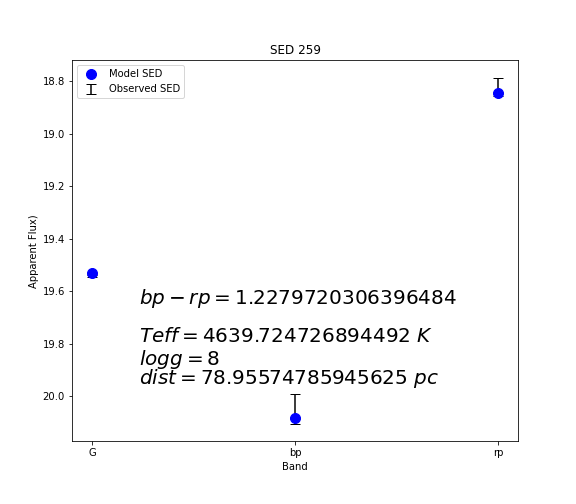 SED 259
Model SED
Observed SED
18.8
19.0
19.2
19.4
19.6
19.8
20.0
Apparent Flux)
bp − rp = 1.2279720306396484
Teff = 4639.724726894492 K
logg = 8
dist = 78.95574785945625 pc
G
bp
rp
Band